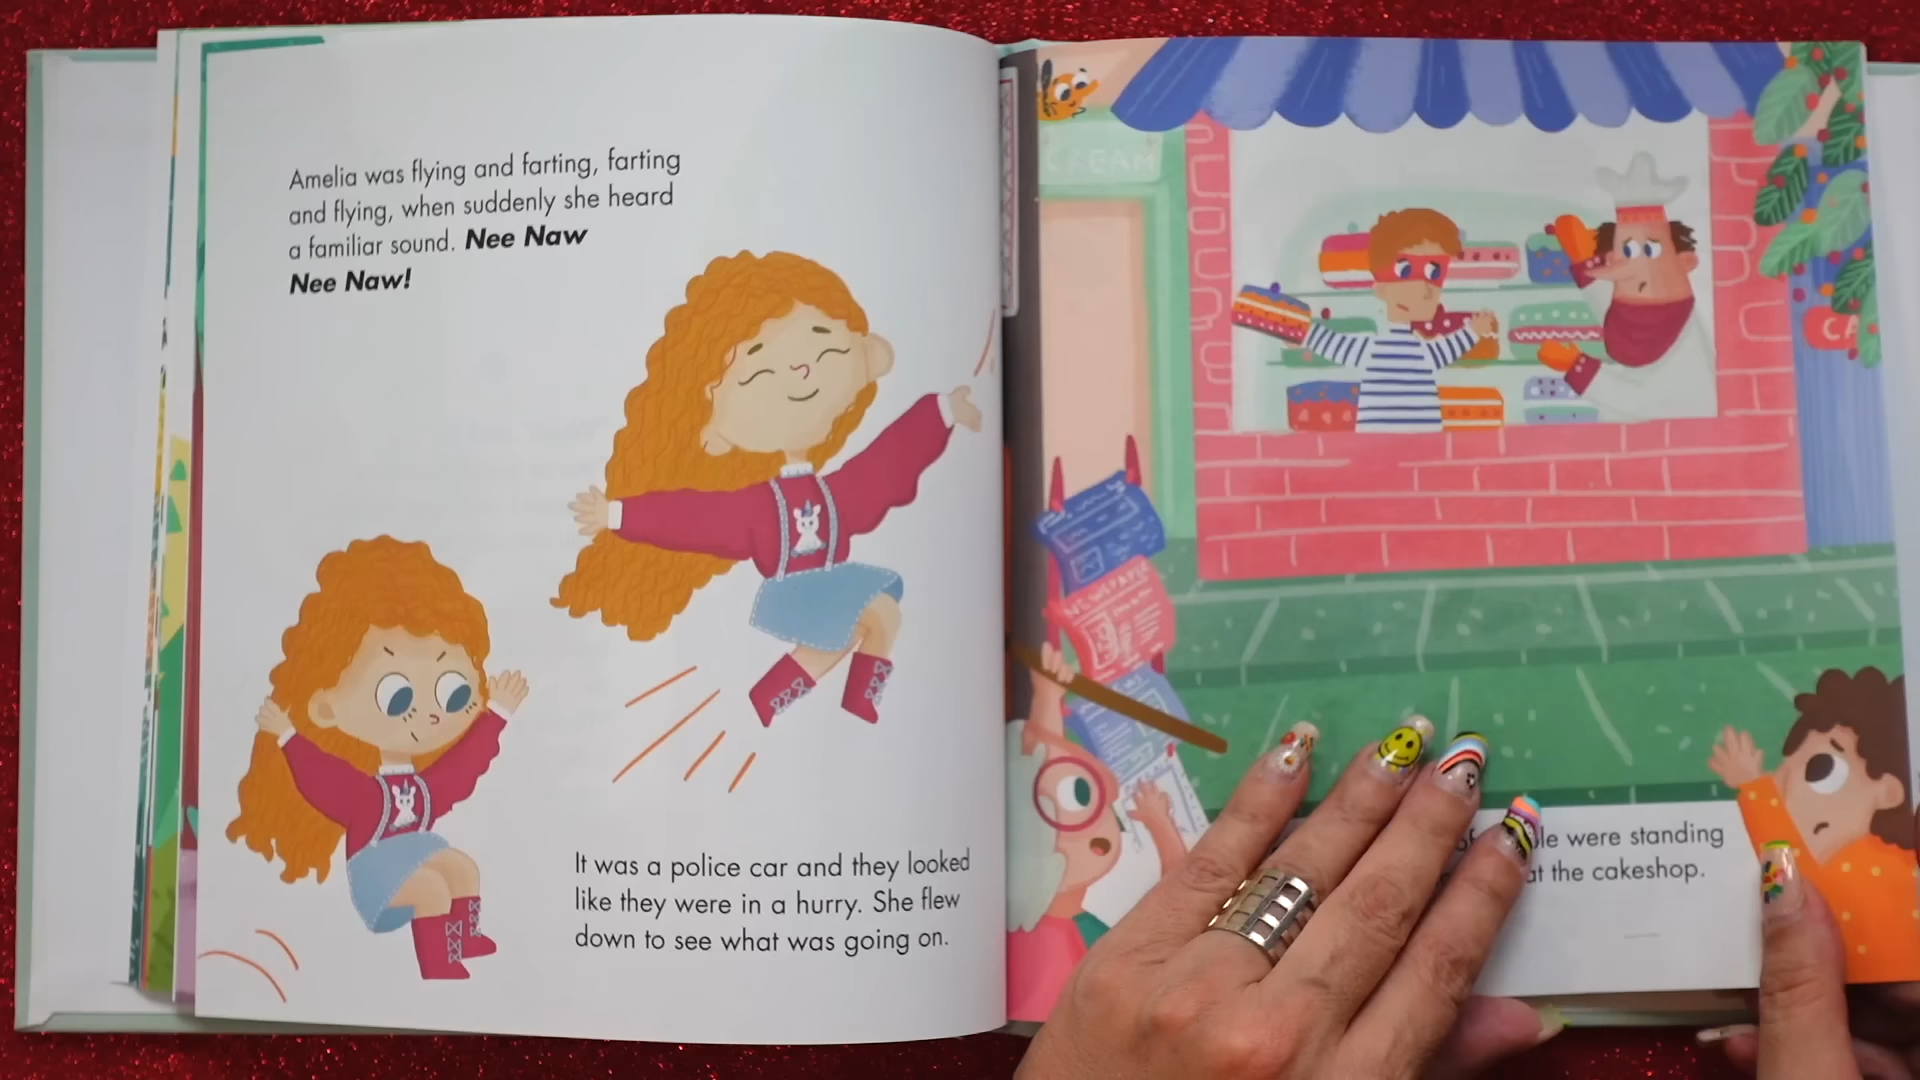 Amelia was flying and farting, farting
and flying, when suddenly she heard
a familiar sound. Nee Naw
Nee Naw!
It was a police car and they looked
like they were in a hurry. She flew
down to see what was going on.
CREAM
NEWSPAPER
were standing
at the cakeshop.